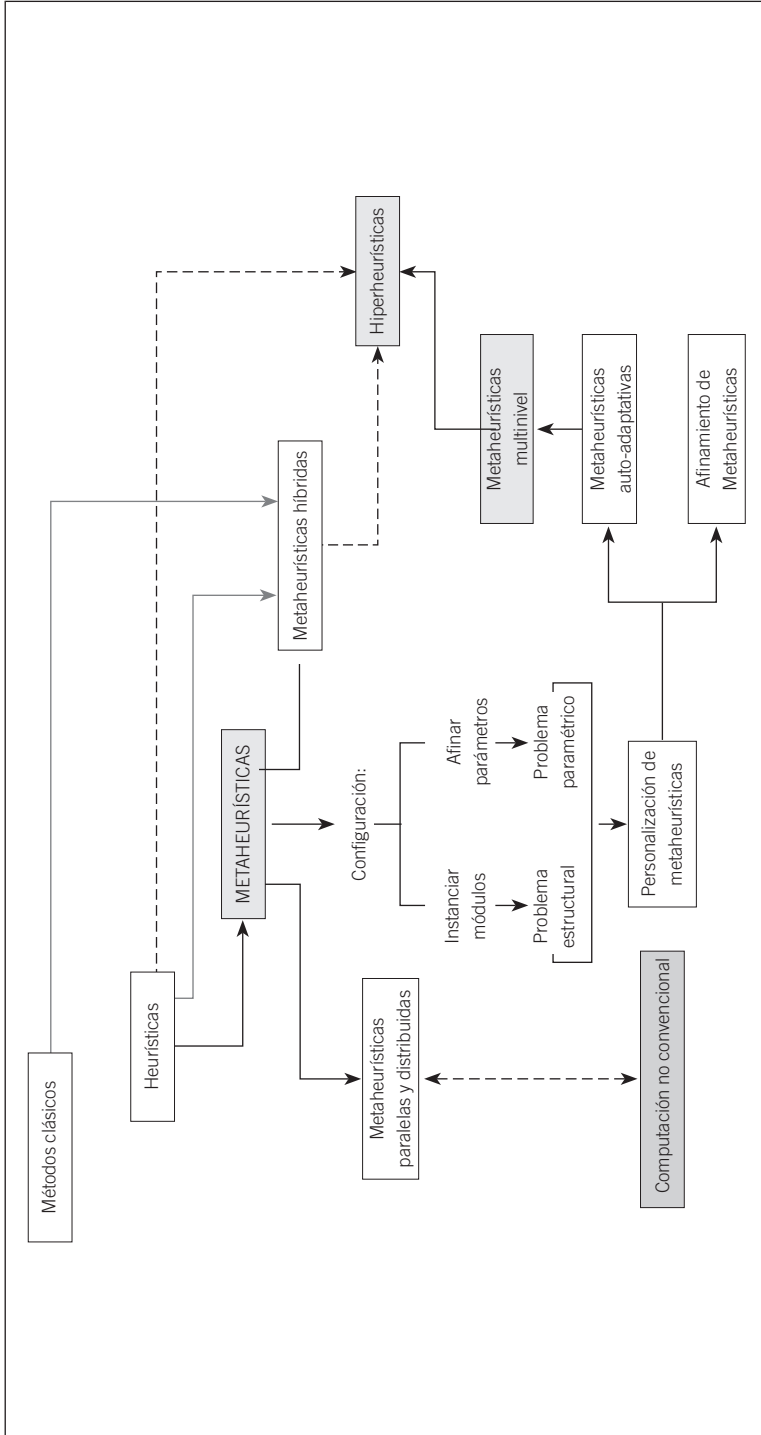 Métodos clásicos
Heurísticas
METAHEURÍSTICAS
Metaheurísticas híbridas
Hiperheurísticas
Metaheurísticas
paralelas y distribuidas
Configuración:
Instanciar
módulos
Afinar
parámetros
Problema
estructural
Problema
paramétrico
Metaheurísticas
multinivel
Metaheurísticas
auto-adaptativas
Computación no convencional
Personalización de
metaheurísticas
Afinamiento de
Metaheurísticas